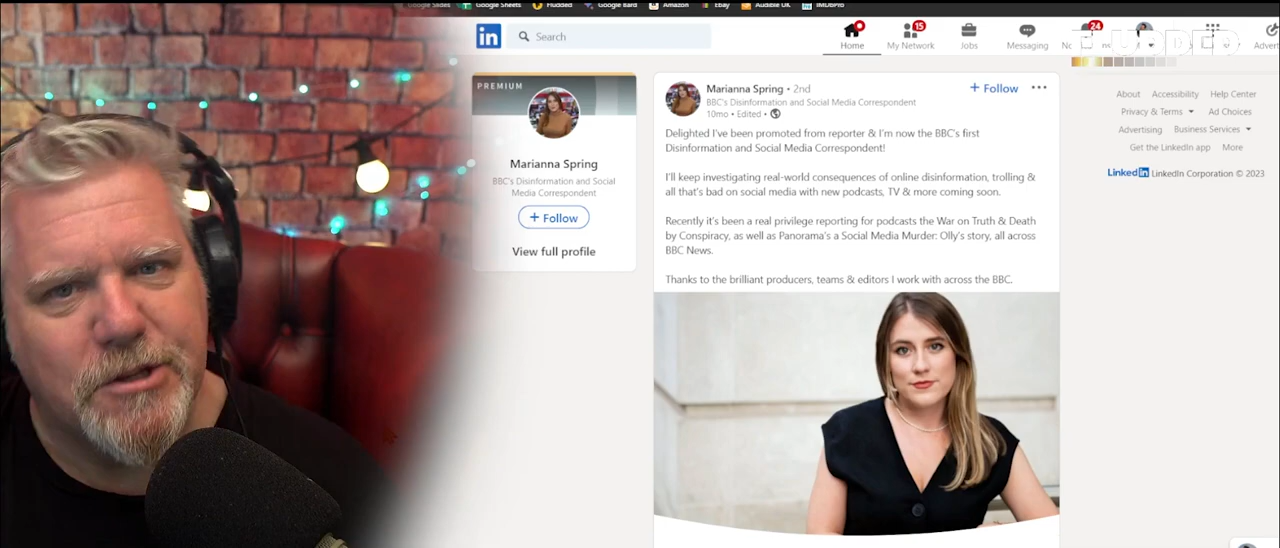 Google Slides Google Sheets Fludded Google Bard Amazon Ebay Audible UK IMDbPro
in Search
15
24
Home My Network Jobs Messaging
PREMIUM
Marianna Spring
BBC's Disinformation and Social
Media Correspondent
+ Follow
View full profile
Marianna Spring • 2nd
BBC's Disinformation and Social Media Correspondent
10mo • Edited •
+ Follow
Delighted I've been promoted from reporter & I'm now the BBC's first
Disinformation and Social Media Correspondent!
I'll keep investigating real-world consequences of online disinformation, trolling &
all that's bad on social media with new podcasts, TV & more coming soon.
Recently it's been a real privilege reporting for podcasts the War on Truth & Death
by Conspiracy, as well as Panorama's a Social Media Murder: Olly's story, all across
BBC News.
Thanks to the brilliant producers, teams & editors I work with across the BBC.
About Accessibility Help Center
Privacy & Terms Ad Choices
Advertising Business Services
Get the LinkedIn app More
LinkedIn LinkedIn Corporation © 2023